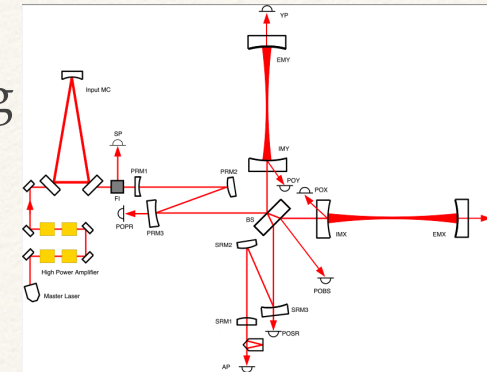 g
YP
EMY
Input MC
SP
IMY
PRM1
PRM2
POY
POX
FI
BS
POPR
PRM3
IMX
EMX
SRM2
High Power Amplifier
POBS
Master Laser
SRM3
SRM1
POSR
AP